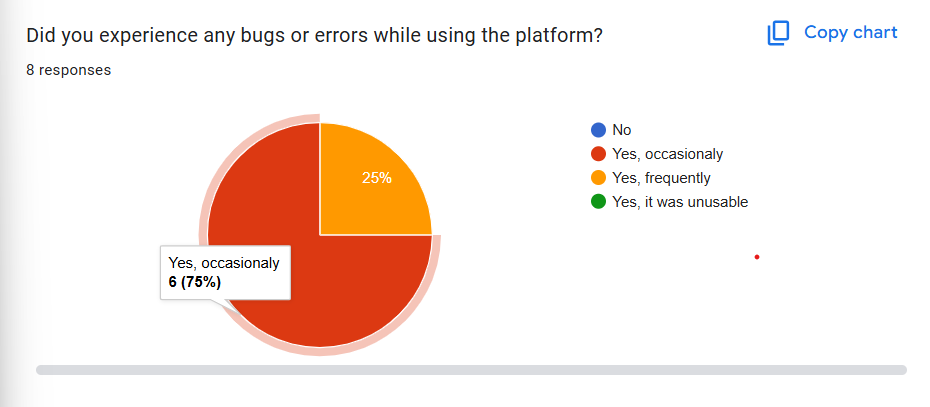 Did you experience any bugs or errors while using the platform?
Copy chart
8 responses
25%
Yes, occasionaly
6 (75%)
No
Yes, occasionaly
Yes, frequently
Yes, it was unusable